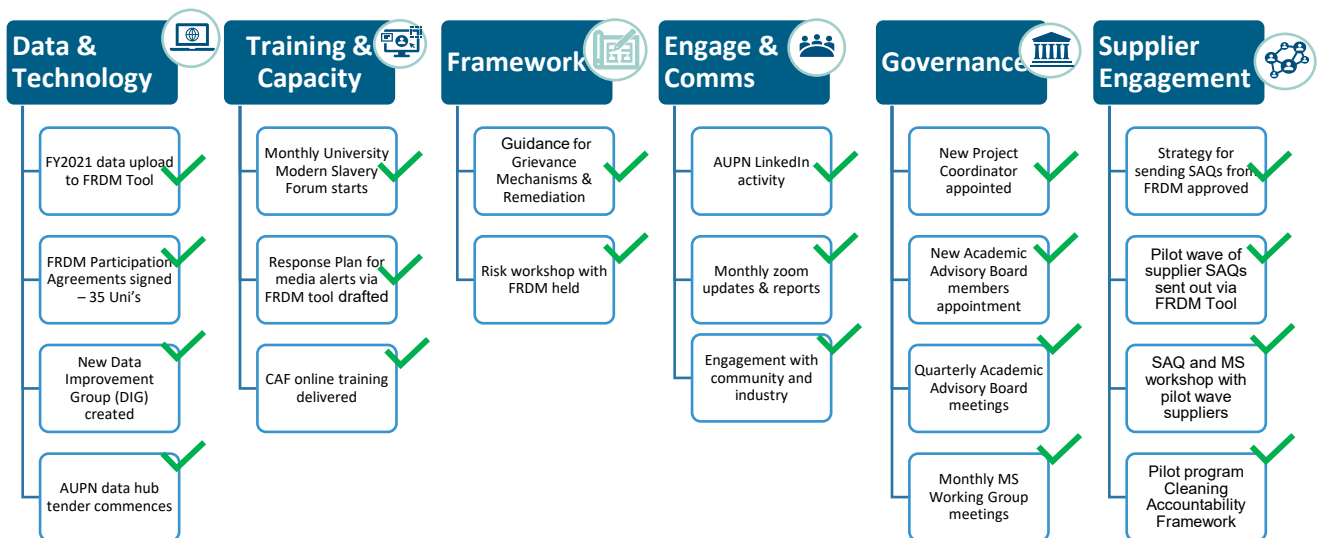 Data &
Technology
FY2021 data upload
to FRDM Tool
FRDM Participation
Agreements signed
– 35 Uni's
New Data
Improvement
Group (DIG)
created
AUPN data hub
tender commences
Training &
Capacity
Monthly University
Modern Slavery
Forum starts
Response Plan for
media alerts via
FRDM tool drafted
CAF online training
delivered
Framework
Guidance for
Grievance
Mechanisms &
Remediation
Risk workshop with
FRDM held
Engage &
Comms
AUPN LinkedIn
activity
Monthly zoom
updates & reports
Engagement with
community and
industry
Governance
New Project
Coordinator
appointed
New Academic
Advisory Board
members
appointment
Quarterly Academic
Advisory Board
meetings
Monthly MS
Working Group
meetings
Supplier
Engagement
Strategy for
sending SAQs from
FRDM approved
Pilot wave of
supplier SAQs
sent out via
FRDM Tool
SAQ and MS
workshop with
pilot wave
suppliers
Pilot program
Cleaning
Accountability
Framework